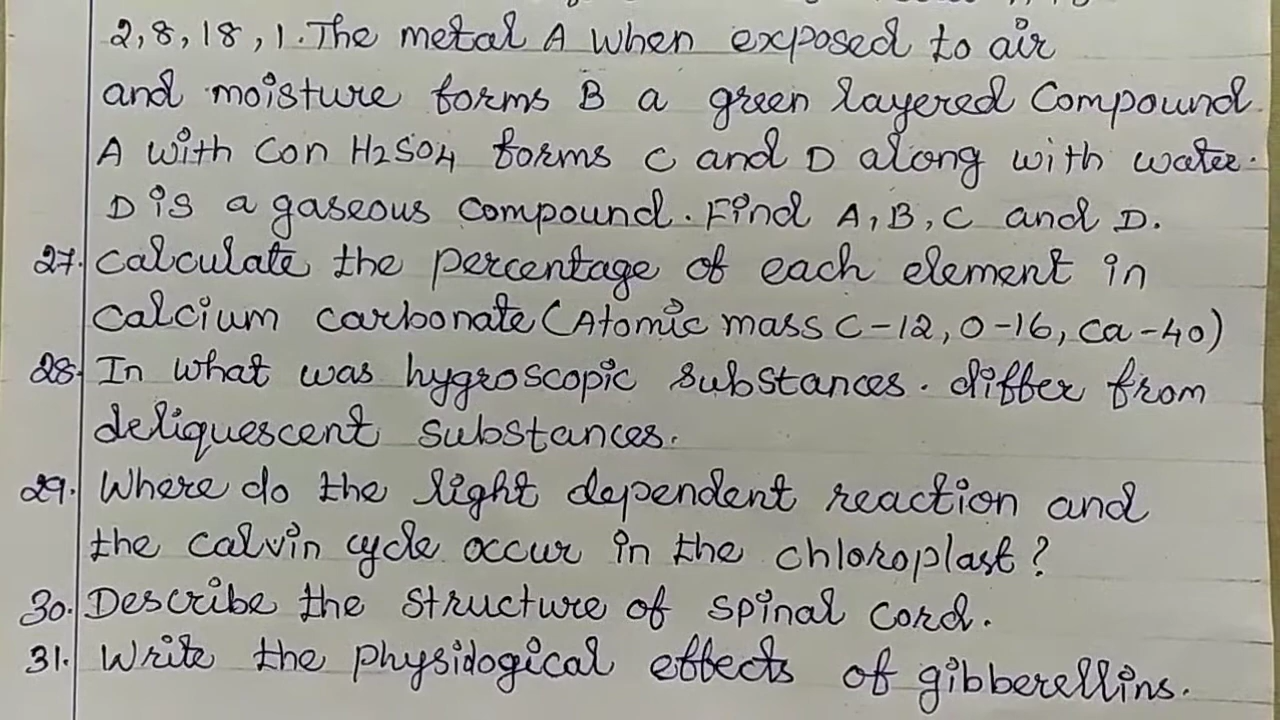 2,8,18,1. The metal A when exposed to air
and moisture forms B a green layered compound.
A with con H2SO4 forms C and D along with water.
D is a gaseous compound. Find A, B, C and D.
27. Calculate the percentage of each element in
calcium carbonate (Atomic mass C-12, O-16, Ca-40)
28. In what was hygroscopic substances. differ from
deliquescent substances.
29. Where do the light dependent reaction and
the calvin cycle occur in the chloroplast?
30. Describe the structure of spinal cord.
31. Write the physiological effects of gibberellins.